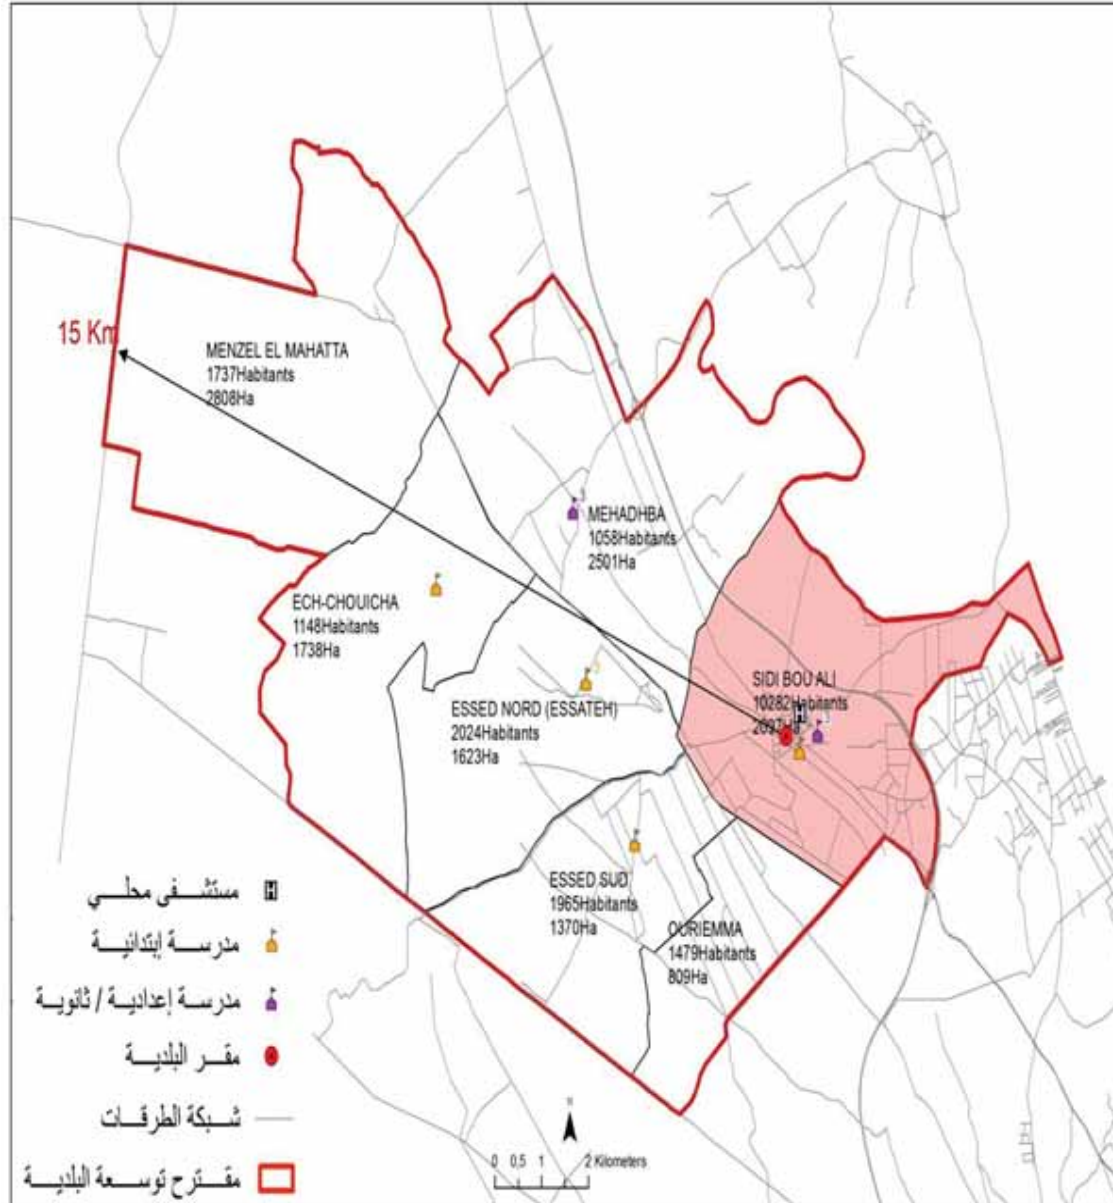 15 Km
MENZEL EL MAHATTA
1737Habitants
2808Ha
MEHADHBA
1058Habitants
2501Ha
ECH-CHOUICHA
1148Habitants
1738Ha
SIDI BOU ALI
10282Habitants
2097Ha
H
ESSED NORD (ESSATEH)
2024Habitants
1623Ha
ESSED SUD
1965Habitants
1370Ha
OURIEMMA
1479Habitants
809Ha
مستشفى محلي H
مدرسة إبتدائية
مدرسة إعدادية / ثانوية
مقر البلدية
شبكة الطرقات
مقترح توسعة البلدية
N
0 0,5 1 2 Kilometers